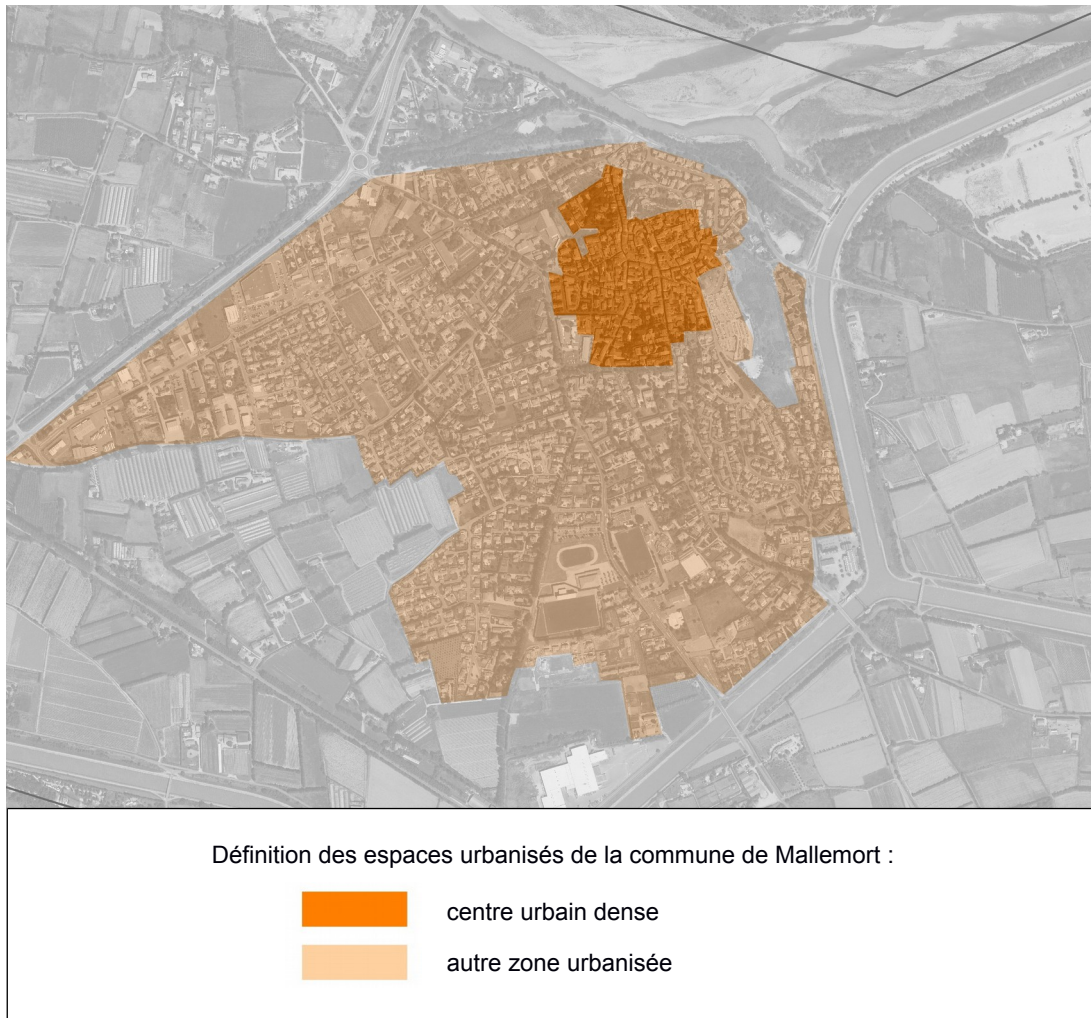 Définition des espaces urbanisés de la commune de Mallemort :
centre urbain dense
autre zone urbanisée